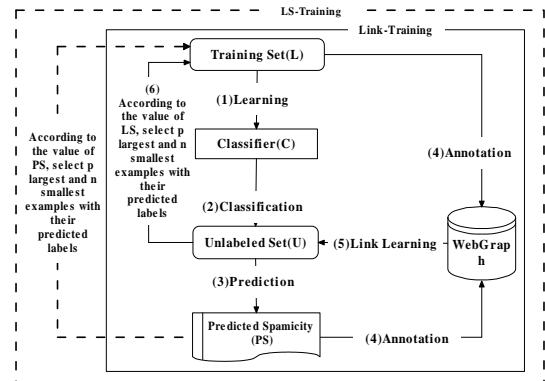 LS-Training
Link-Training
Training Set(L)
(1)Learning
Classifier(C)
(2)Classification
Unlabeled Set(U)
(3)Prediction
Predicted Spamicity
(PS)
(4)Annotation
(4)Annotation
(5)Link Learning
WebGrap
h
(6)
According to
the value of
LS, select p
largest and n
smallest
examples with
their
predicted
labels
According to
the value of
PS, select p
largest and n
smallest
examples with
their
predicted
labels